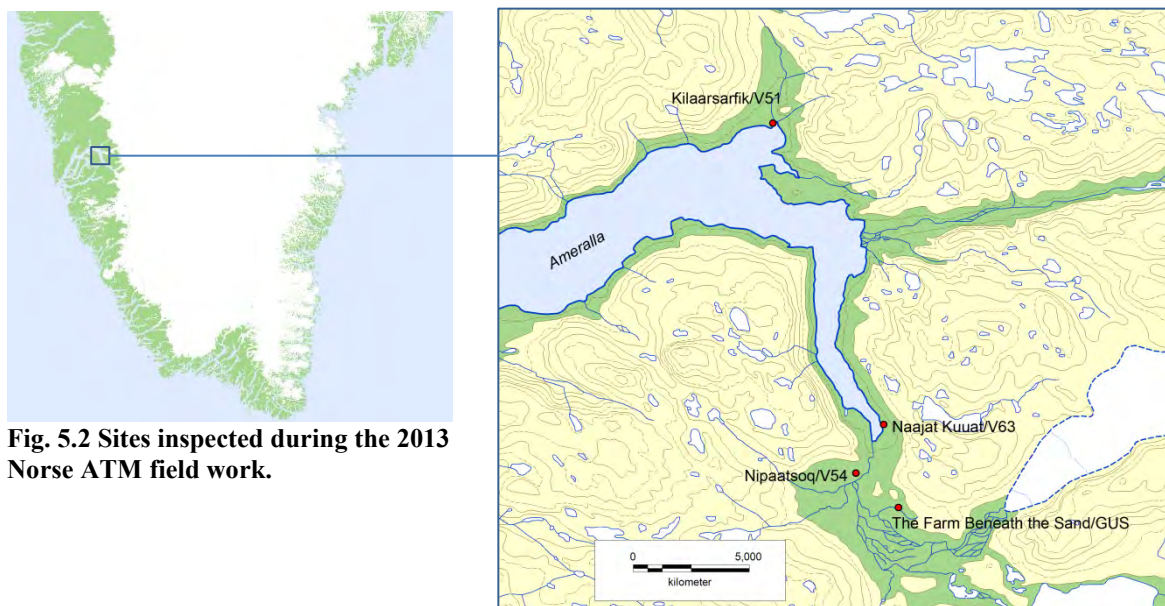 Kilaarsarfik/V51
Ameralla
Naajat Kuuat/V63
Nipaatsoq/V54
The Farm Beneath the Sand/GUS
0 5,000
kilometer
Fig. 5.2 Sites inspected during the 2013
Norse ATM field work.